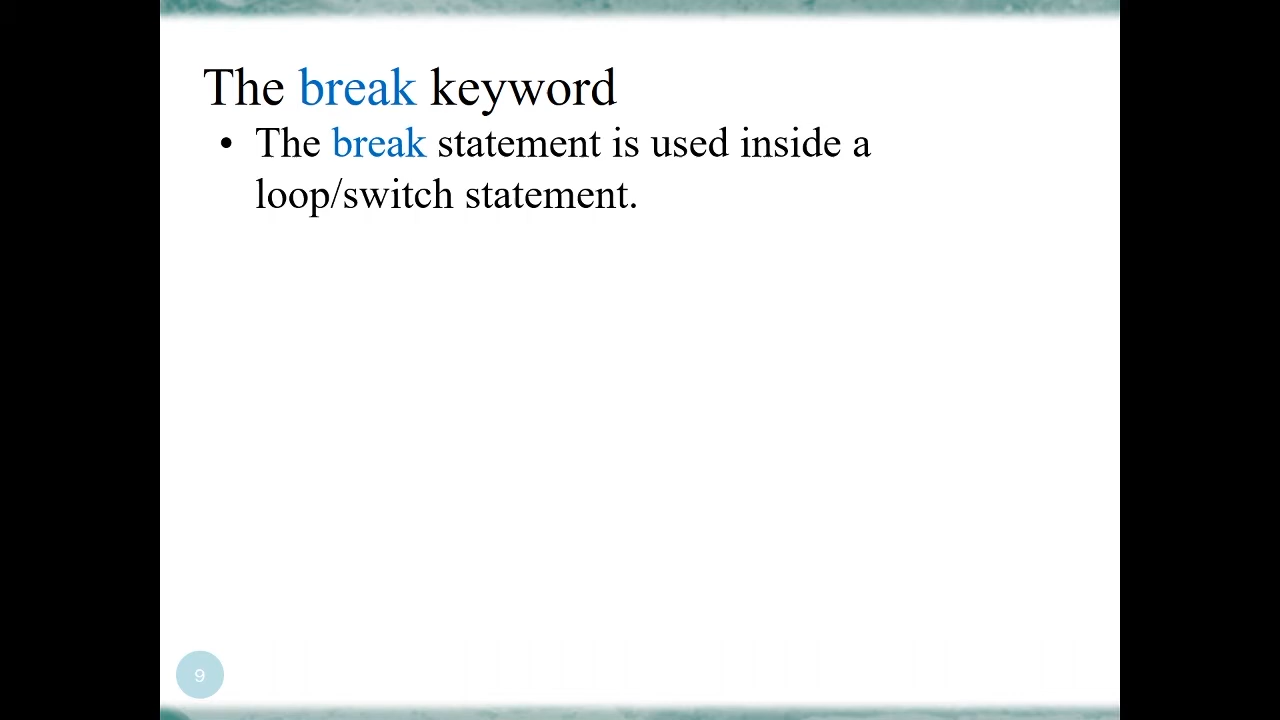 The break keyword
• The break statement is used inside a
loop/switch statement.
9